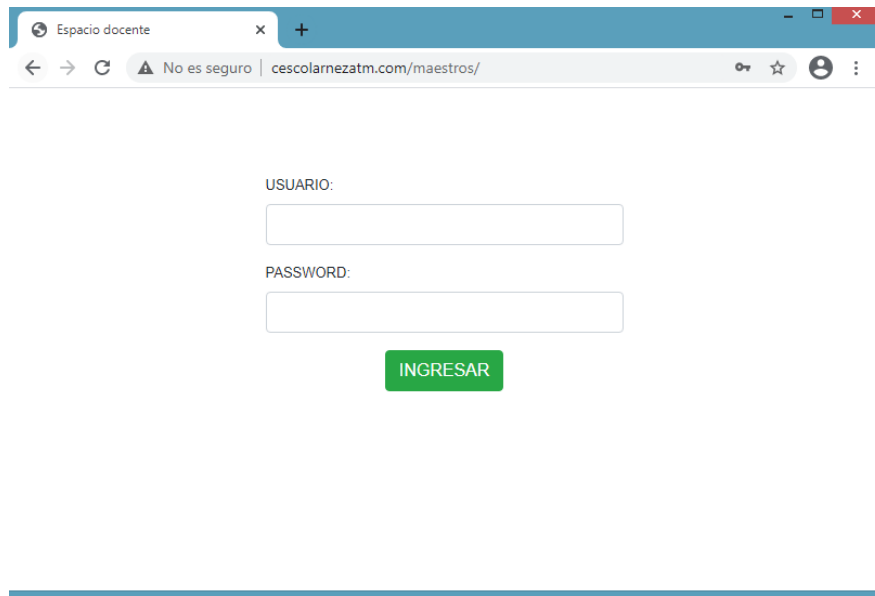 Espacio docente
No es seguro | cescolarnezatm.com/maestros/
USUARIO:
PASSWORD:
INGRESAR